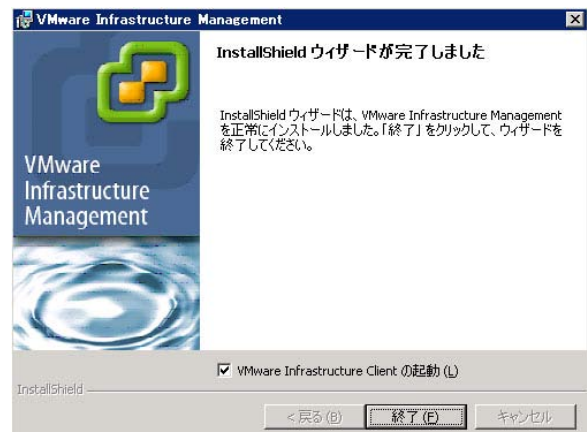 VMware Infrastructure Management
InstallShield ウィザードが完了しました
InstallShield ウィザードは、VMware Infrastructure Management
を正常にインストールしました。「終了」をクリックして、ウィザードを
終了してください。
VMware
Infrastructure
Management
VMware Infrastructure Client の起動(L)
InstallShield
< 戻る(B)
終了(F)
キャンセル